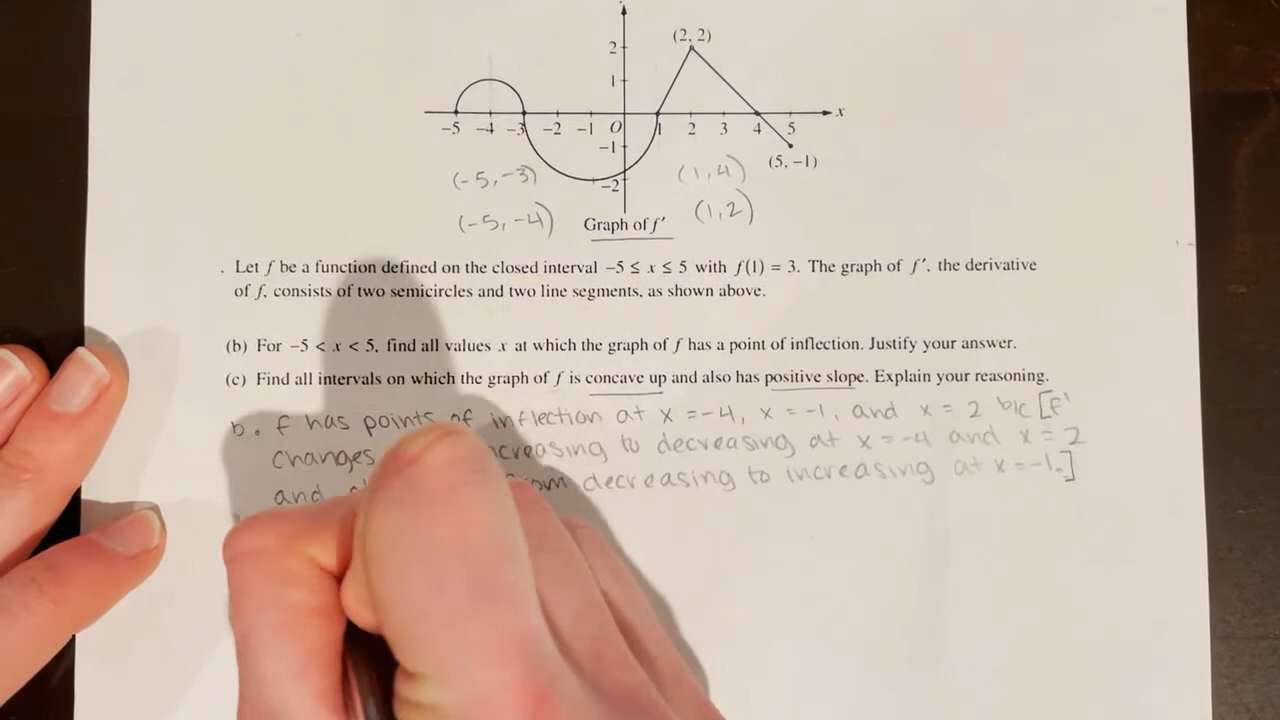 (2, 2)
2
1
-5 -4 -3 -2 -1 O 1 2 3 4 5 x
-1
(5, -1)
-2
(-5, -3) (1, 4)
(-5, -4) (1, 2)
Graph of f'
. Let f be a function defined on the closed interval -5 ≤ x ≤ 5 with f(1) = 3. The graph of f', the derivative
of f, consists of two semicircles and two line segments, as shown above.
(b) For -5 < x < 5, find all values x at which the graph of f has a point of inflection. Justify your answer.
(c) Find all intervals on which the graph of f is concave up and also has positive slope. Explain your reasoning.
b. f has points of inflection at x = -4, x = -1, and x = 2 b/c [f'
changes decreasing at x = -4 and x = 2
and decreasing to increasing at x = -1.]